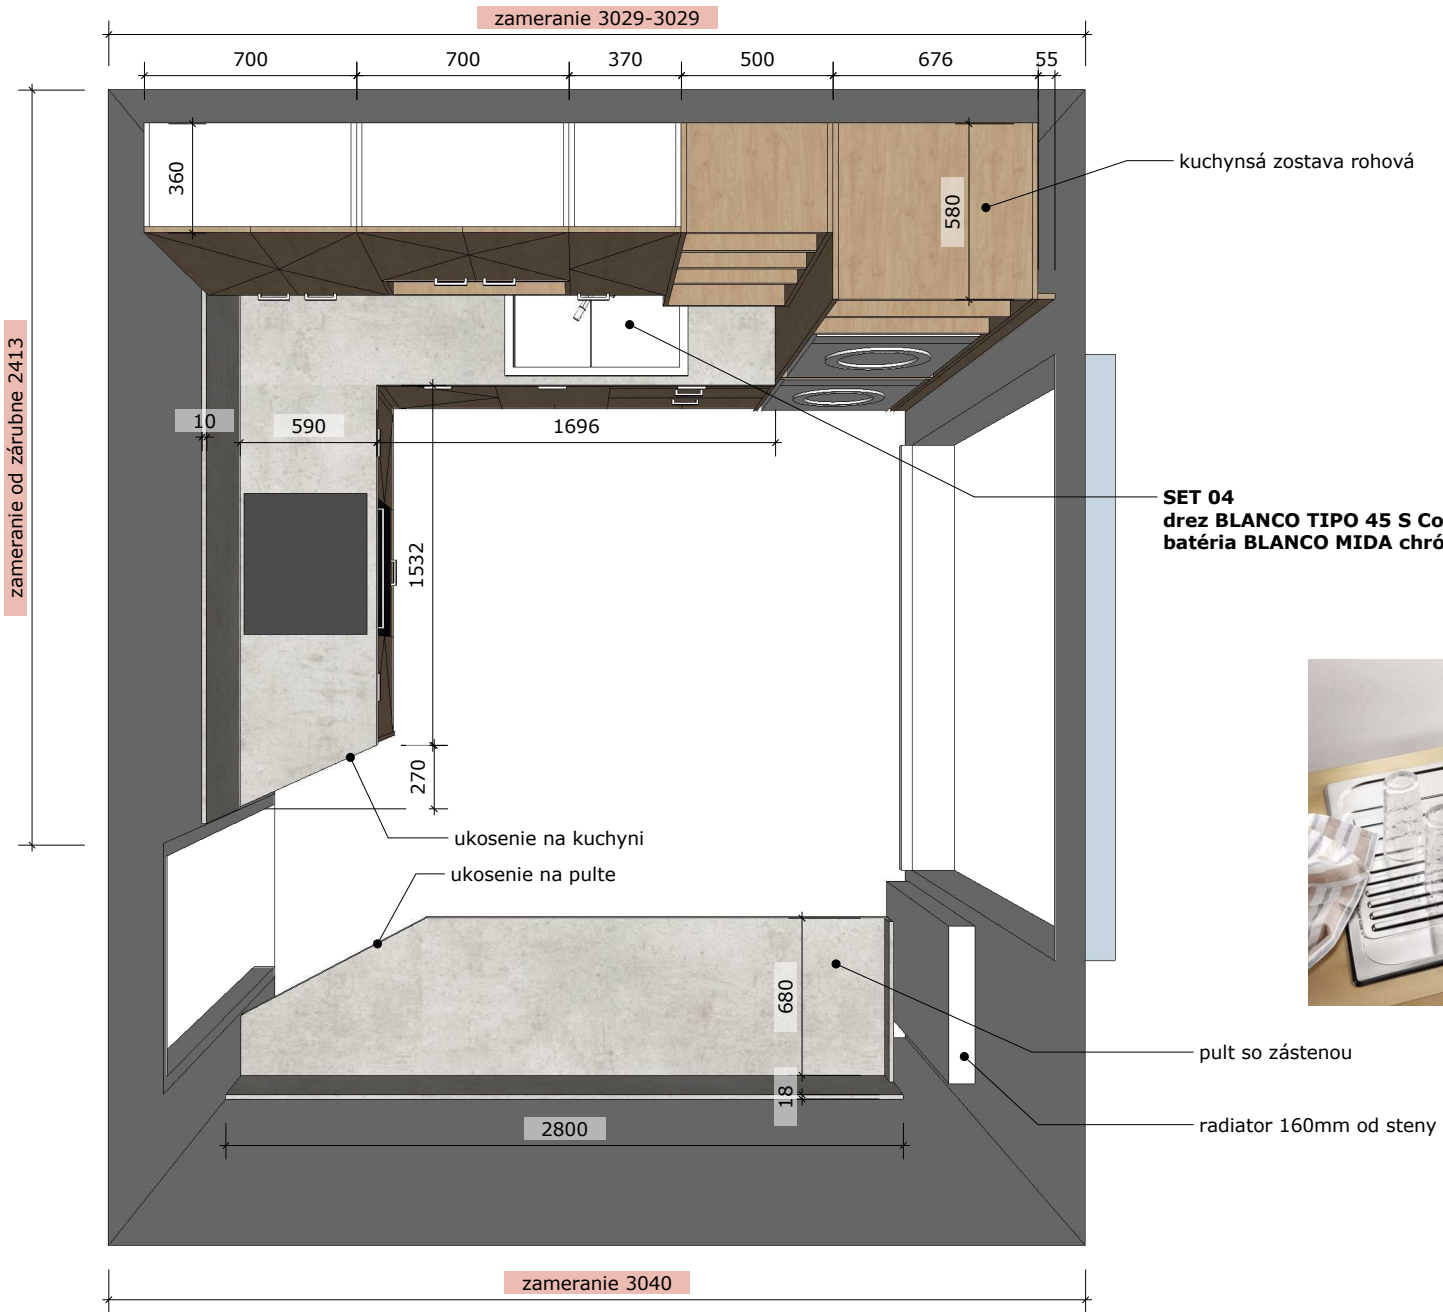 zameranie 3029-3029
700 700 370 500 676 55
360
580
kuchynsá zostava rohová
zameranie od zárubne 2413
10 590 1696
SET 04
drez BLANCO TIPO 45 S Co
batéria BLANCO MIDA chró
1532
270
ukosenie na kuchyni
ukosenie na pulte
680
pult so zástenou
18
radiator 160mm od steny
2800
zameranie 3040